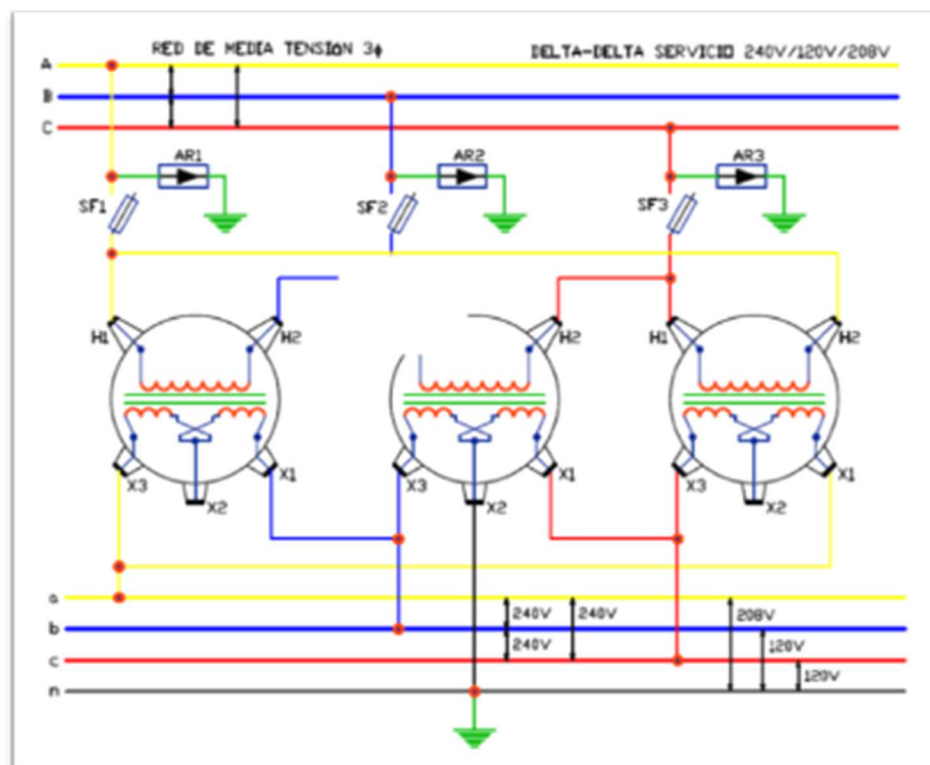 RED DE MEDIA TENSION 3ϕ
DELTA-DELTA SERVICIO 240V/120V/208V
A
B
C
AR1
AR2
AR3
SF1
SF2
SF3
H1
H2
H2
H1
H2
X3
X2
X1
X3
X2
X1
X3
X2
X1
a
b
c
n
240V
240V
240V
208V
120V
120V